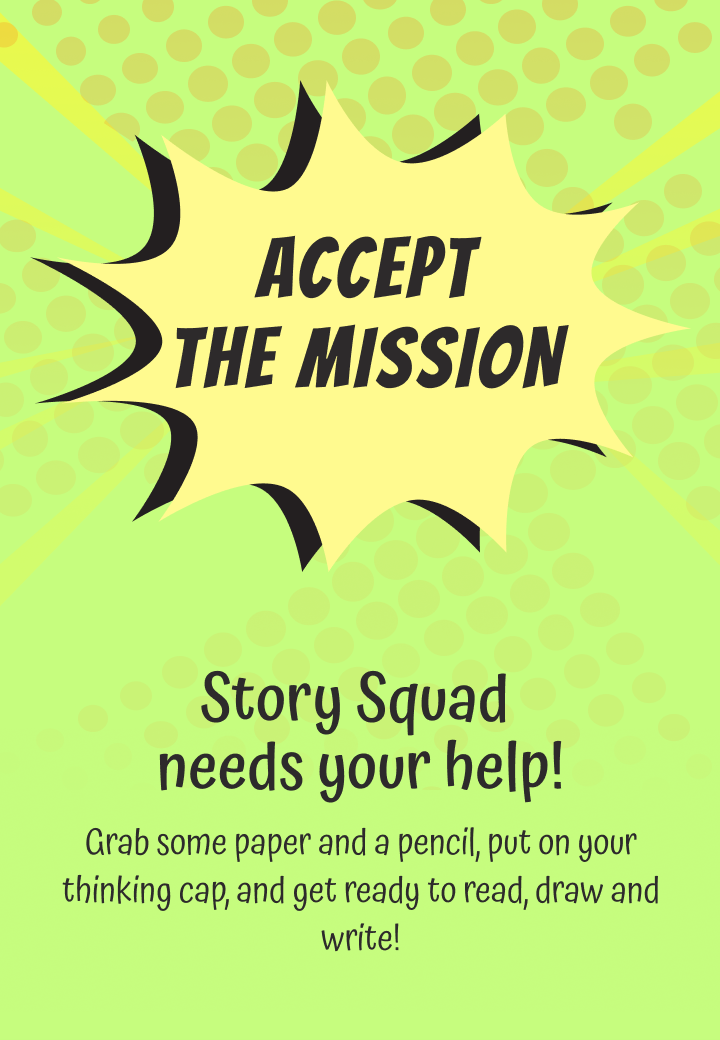 ACCEPT
THE MISSION
Story Squad
needs your help!
Grab some paper and a pencil, put on your
thinking cap, and get ready to read, draw and
write!